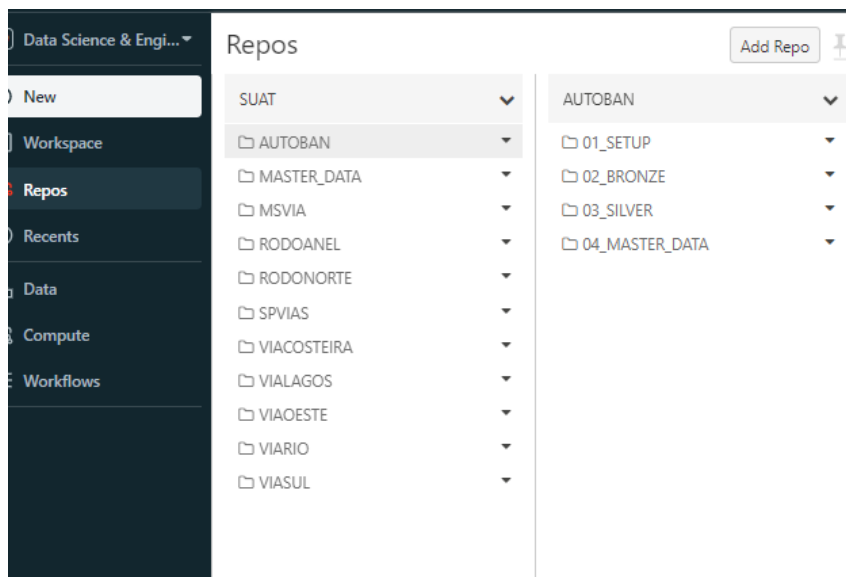 Data Science & Engi...
New
Workspace
Repos
Recents
Data
Compute
Workflows
Repos
Add Repo
SUAT
AUTOBAN
MASTER_DATA
MSVIA
RODOANEL
RODONORTE
SPVIAS
VIACOSTEIRA
VIALAGOS
VIAOESTE
VIARIO
VIASUL
AUTOBAN
01_SETUP
02_BRONZE
03_SILVER
04_MASTER_DATA